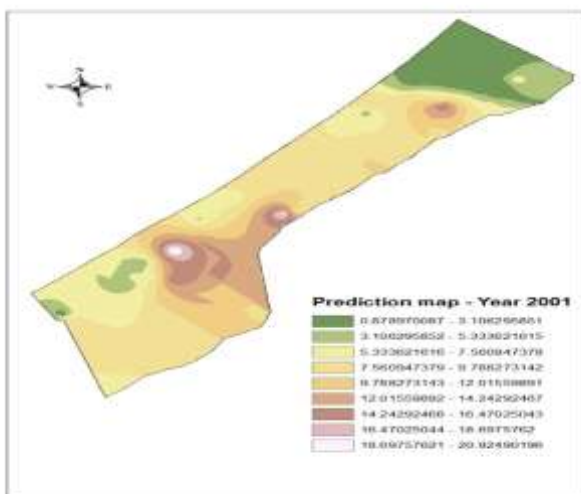 N
W
E
S
Prediction map - Year 2001
0.878970087 - 3.106295851
3.106295852 - 5.333621615
5.333621616 - 7.560947378
7.560947379 - 9.788273142
9.788273143 - 12.01559891
12.01559892 - 14.24292467
14.24292468 - 16.47025043
16.47025044 - 18.6975762
18.69757621 - 20.92490196